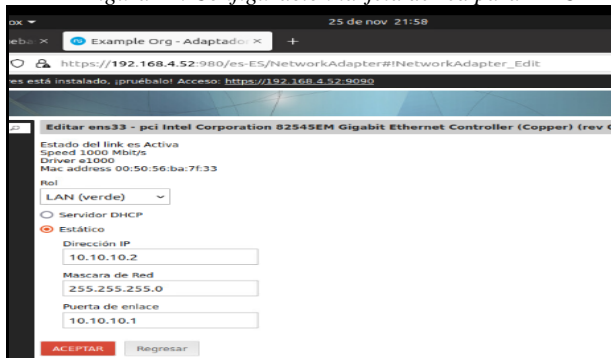 25 de nov 21:58
Example Org - Adaptado × +
https://192.168.4.52:980/es-ES/NetworkAdapter#!NetworkAdapter_Edit
es está instalado, ¡pruébalo! Acceso: https://192.168.4.52:9090
Editar ens33 - pci Intel Corporation 82545EM Gigabit Ethernet Controller (Copper) (rev
Estado del link es Activa
Speed 1000 Mbit/s
Driver e1000
Mac address 00:50:56:ba:7f:33
Rol
LAN (verde)
Servidor DHCP
Estático
Dirección IP
10.10.10.2
Mascara de Red
255.255.255.0
Puerta de enlace
10.10.10.1
ACEPTAR Regresar